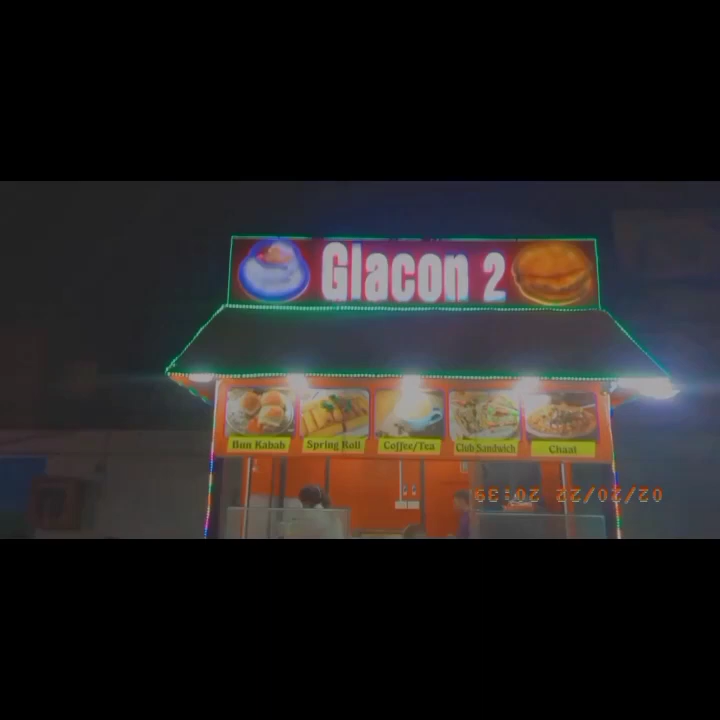 Glacon 2
Bun Kabab Spring Roll Coffee/Tea Club Sandwich Chaat
02/20/22 20:39